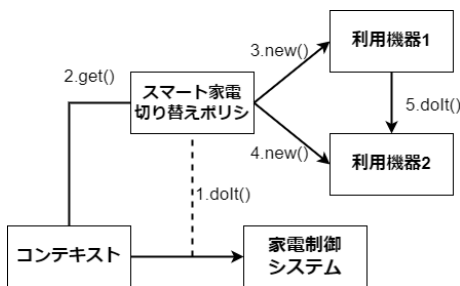 3.new()
利用機器1
2.get()
スマート家電
切り替えポリシ
5.doIt()
4.new()
利用機器2
1.doIt()
コンテキスト
家電制御
システム